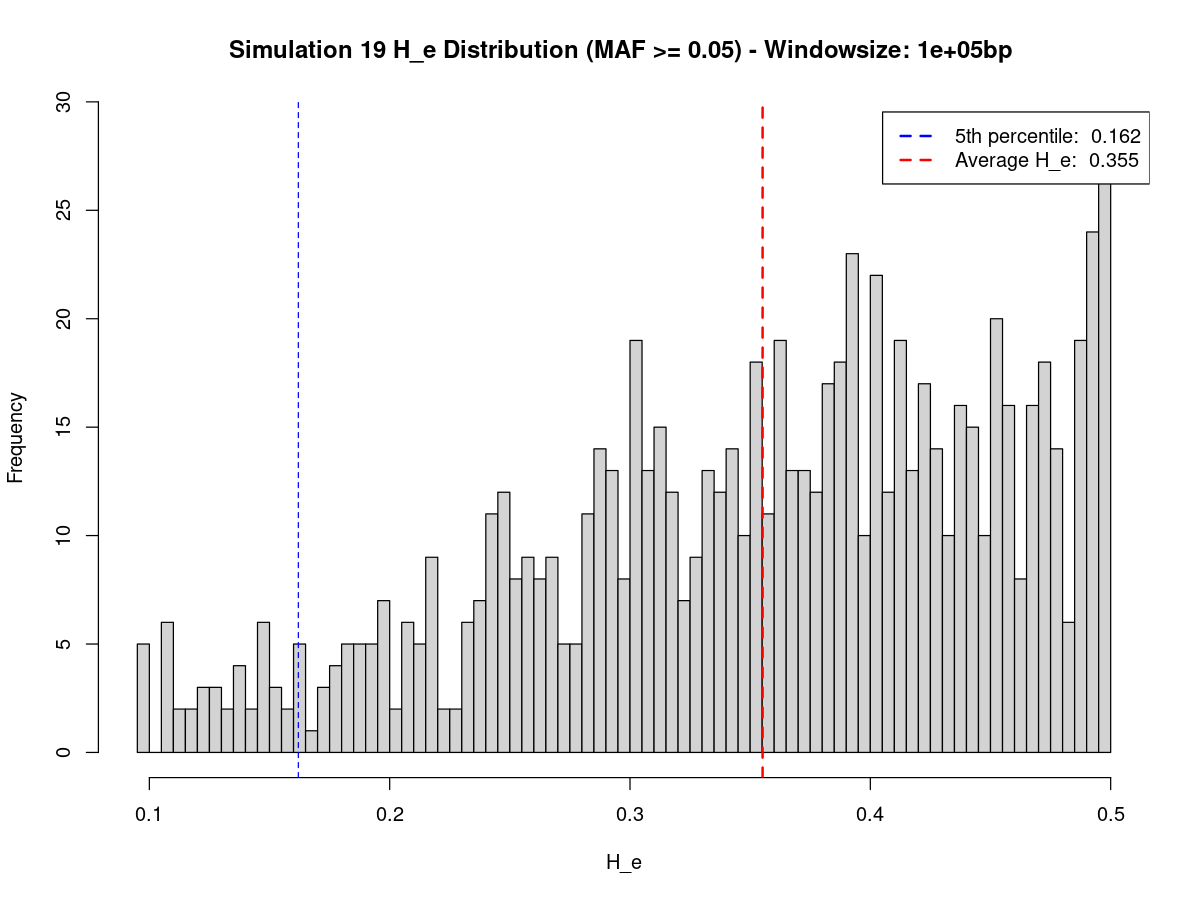 Simulation 19 H_e Distribution (MAF >= 0.05) - Windowsize: 1e+05bp
5th percentile:  0.162
Average H_e:  0.355
Frequency
30
25
20
15
10
5
0
0.1
0.2
0.3
0.4
0.5
H_e